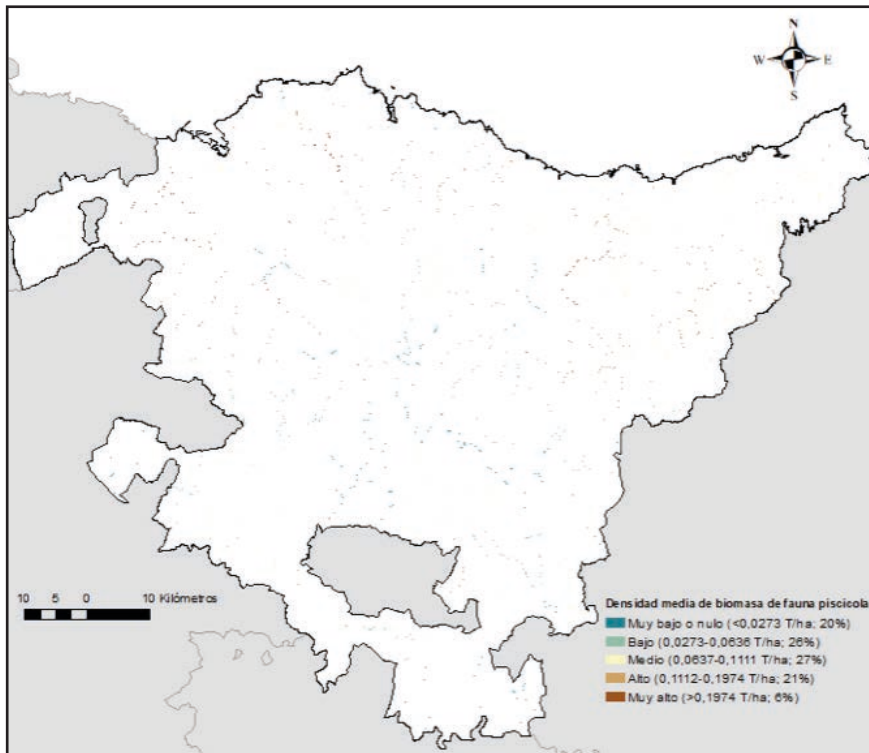 N
W E
S
10 5 0 10 Kilómetros
Densidad media de biomasa de fauna piscicola
Muy bajo o nulo (<0,0273 T/ha; 20%)
Bajo (0,0273-0,0636 T/ha; 26%)
Medio (0,0637-0,1111 T/ha; 27%)
Alto (0,1112-0,1974 T/ha; 21%)
Muy alto (>0,1974 T/ha; 6%)